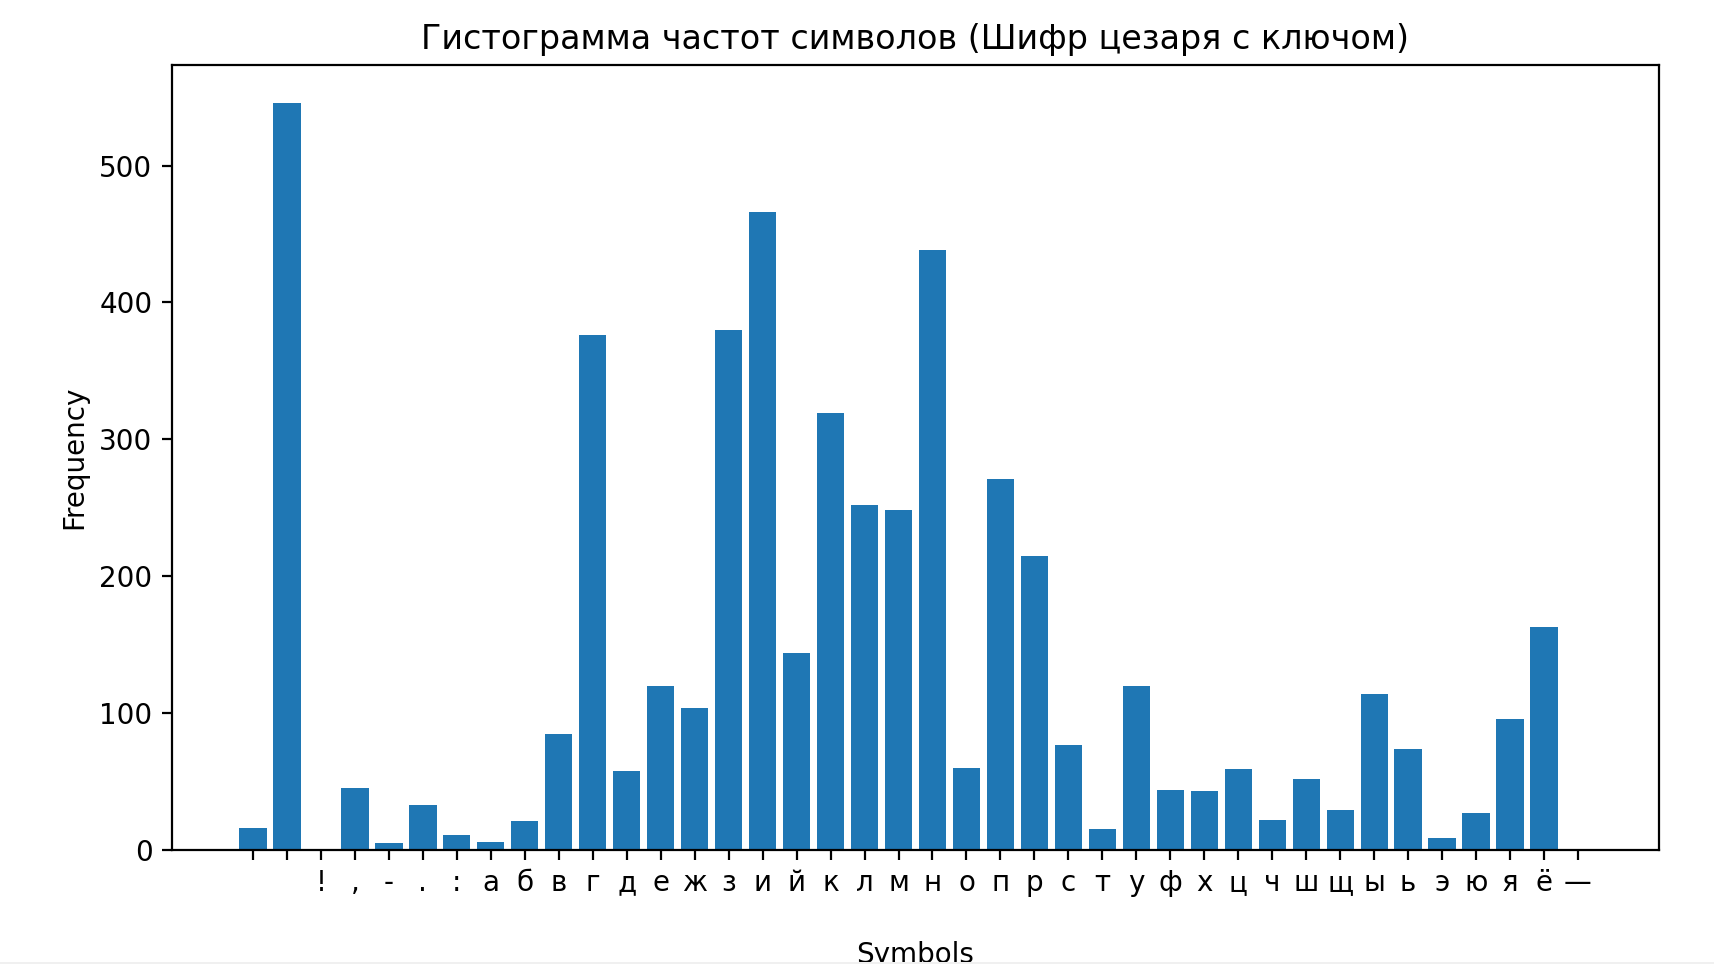 Гистограмма частот символов (Шифр цезаря с ключом)
500
400
300
200
100
0
Frequency
! , - . : а б в г д е ж з и й к л м н о п р с т у ф х ц ч ш щ ы ь э ю я ё —
Symbols